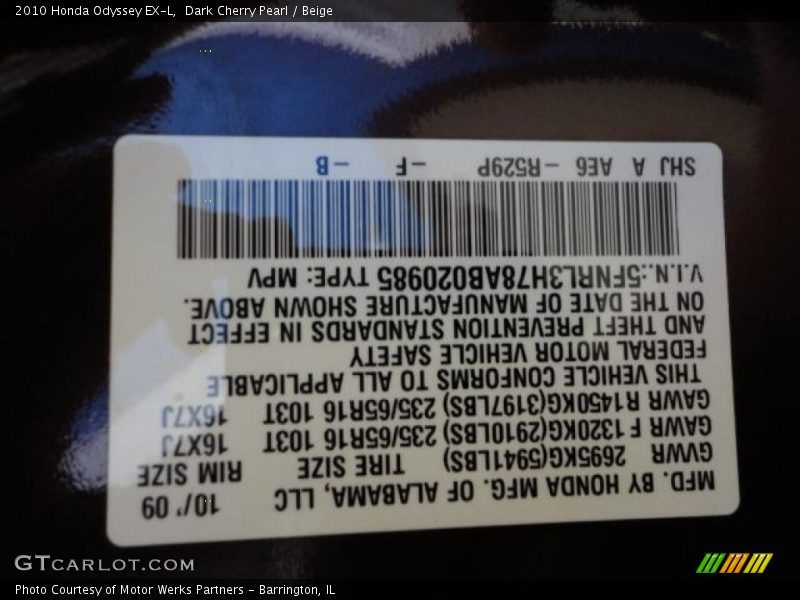 2010 Honda Odyssey EX-L, Dark Cherry Pearl / Beige
MFD. BY HONDA MFG. OF ALABAMA, LLC 10/'09
GVWR 2695KG(5941LBS) TIRE SIZE RIM SIZE
GAWR F 1320KG(2910LBS) 235/65R16 103T 16X7J
GAWR R1450KG(3197LBS) 235/65R16 103T 16X7J
THIS VEHICLE CONFORMS TO ALL APPLICABLE
FEDERAL MOTOR VEHICLE SAFETY
AND THEFT PREVENTION STANDARDS IN EFFECT
ON THE DATE OF MANUFACTURE SHOWN ABOVE.
V.I.N.:5FNRL3H78AB020985 TYPE: MPV
SHJ A AE6 -R529P -F -B
GTCARLOT.COM
Photo Courtesy of Motor Werks Partners - Barrington, IL